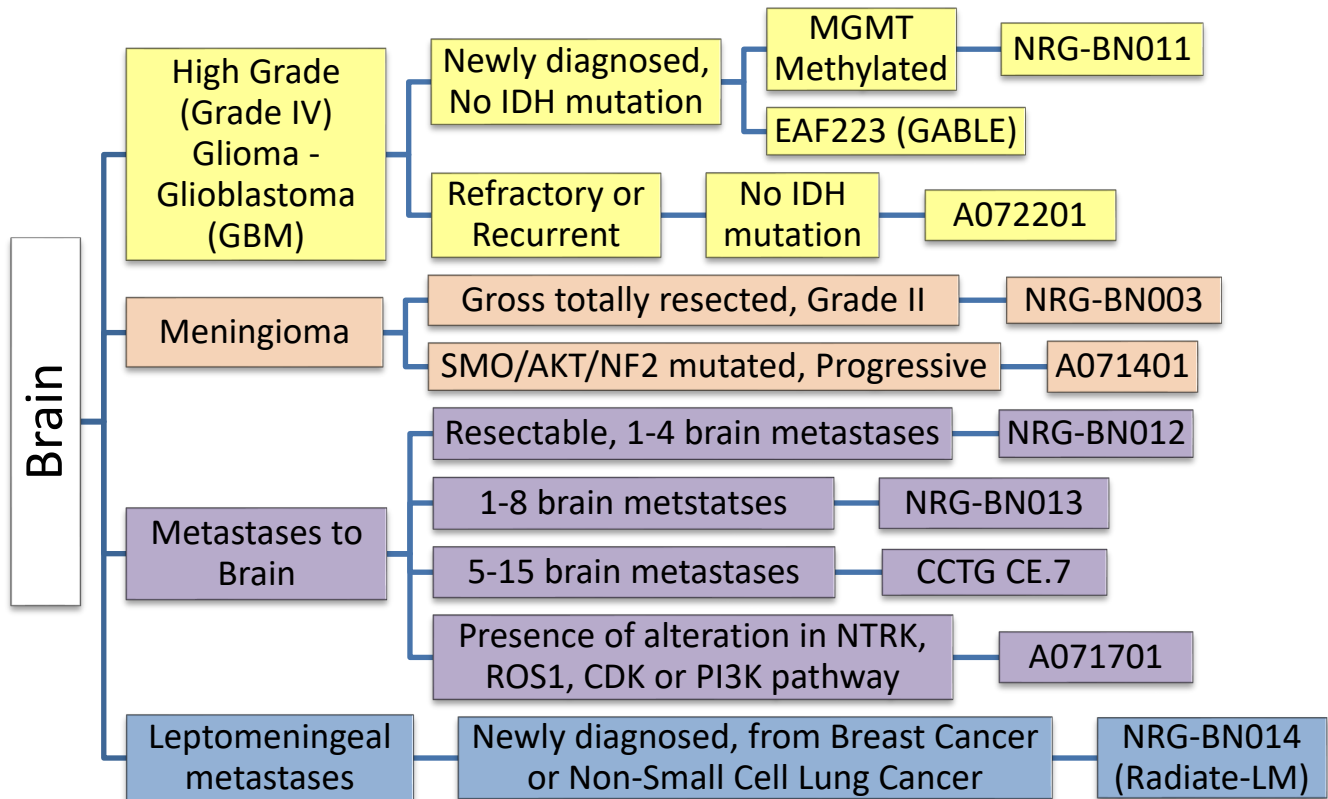 Brain
High Grade
(Grade IV)
Glioma -
Glioblastoma
(GBM)
Newly diagnosed,
No IDH mutation
MGMT
Methylated
NRG-BN011
EAF223 (GABLE)
Refractory or
Recurrent
No IDH
mutation
A072201
Meningioma
Gross totally resected, Grade II
NRG-BN003
SMO/AKT/NF2 mutated, Progressive
A071401
Metastases to
Brain
Resectable, 1-4 brain metastases
NRG-BN012
1-8 brain metstatses
NRG-BN013
5-15 brain metastases
CCTG CE.7
Presence of alteration in NTRK,
ROS1, CDK or PI3K pathway
A071701
Leptomeningeal
metastases
Newly diagnosed, from Breast Cancer
or Non-Small Cell Lung Cancer
NRG-BN014
(Radiate-LM)